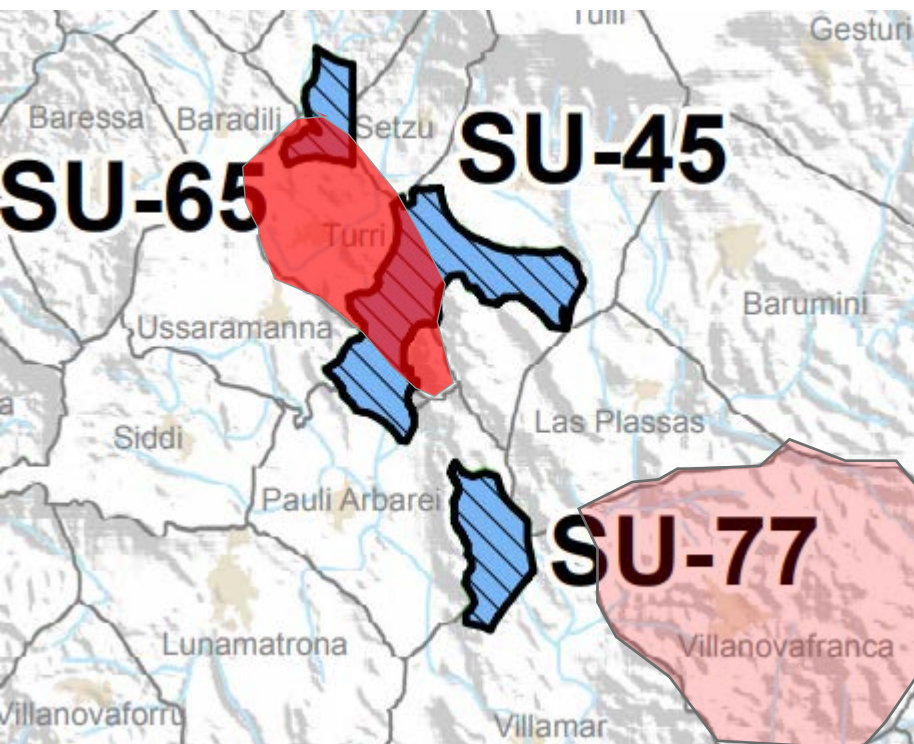 Tuili
Gesturi
Baressa
Baradili
Setzu
SU-45
SU-65
Turri
Barumini
Ussaramanna
Las Plassas
Siddi
Pauli Arbarei
SU-77
Lunamatrona
Villanovafranca
Villanovaforru
Villamar